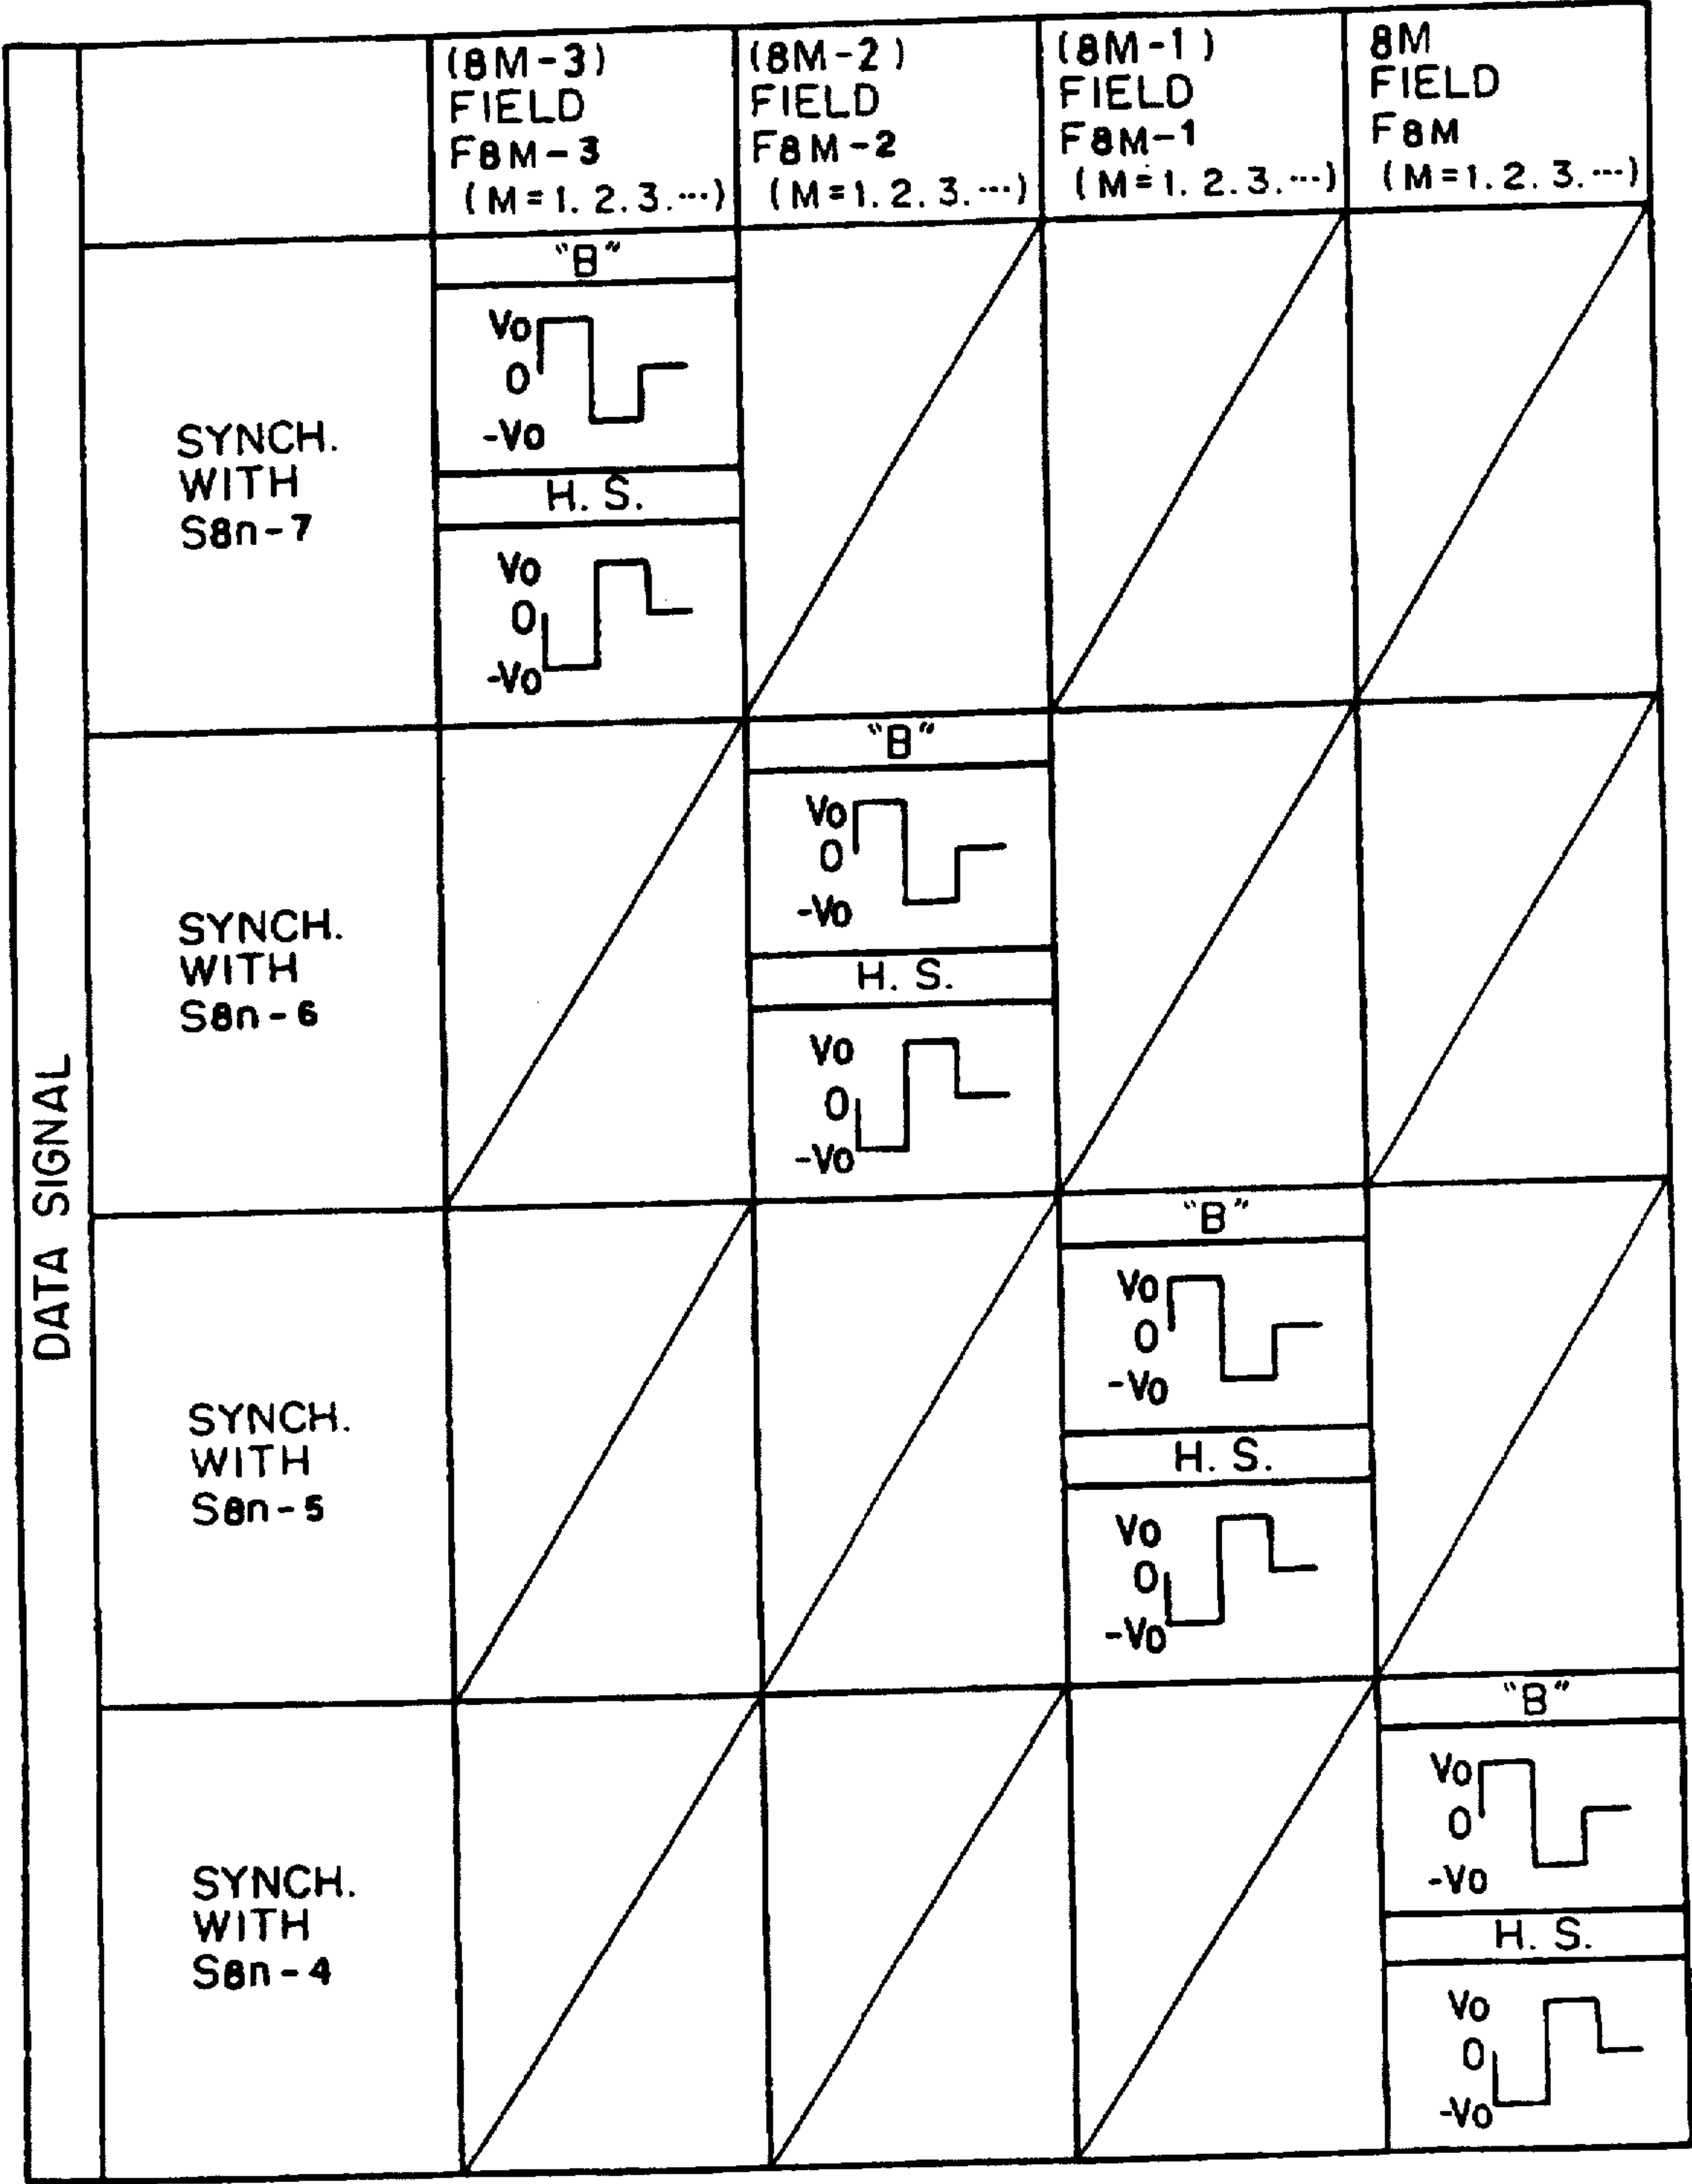 (8M-3)
FIELD
F8M-3
(M=1.2.3.···)
(8M-2)
FIELD
F8M-2
(M=1.2.3.···)
(8M-1)
FIELD
F8M-1
(M=1.2.3.···)
8M
FIELD
F8M
(M=1.2.3.···)
DATA SIGNAL
SYNCH.
WITH
S8n-7
"B"
Vo
0
-Vo
H. S.
Vo
0
-Vo
SYNCH.
WITH
S8n-6
"B"
Vo
0
-Vo
H. S.
Vo
0
-Vo
SYNCH.
WITH
S8n-5
"B"
Vo
0
-Vo
H. S.
Vo
0
-Vo
SYNCH.
WITH
S8n-4
"B"
Vo
0
-Vo
H. S.
Vo
0
-Vo